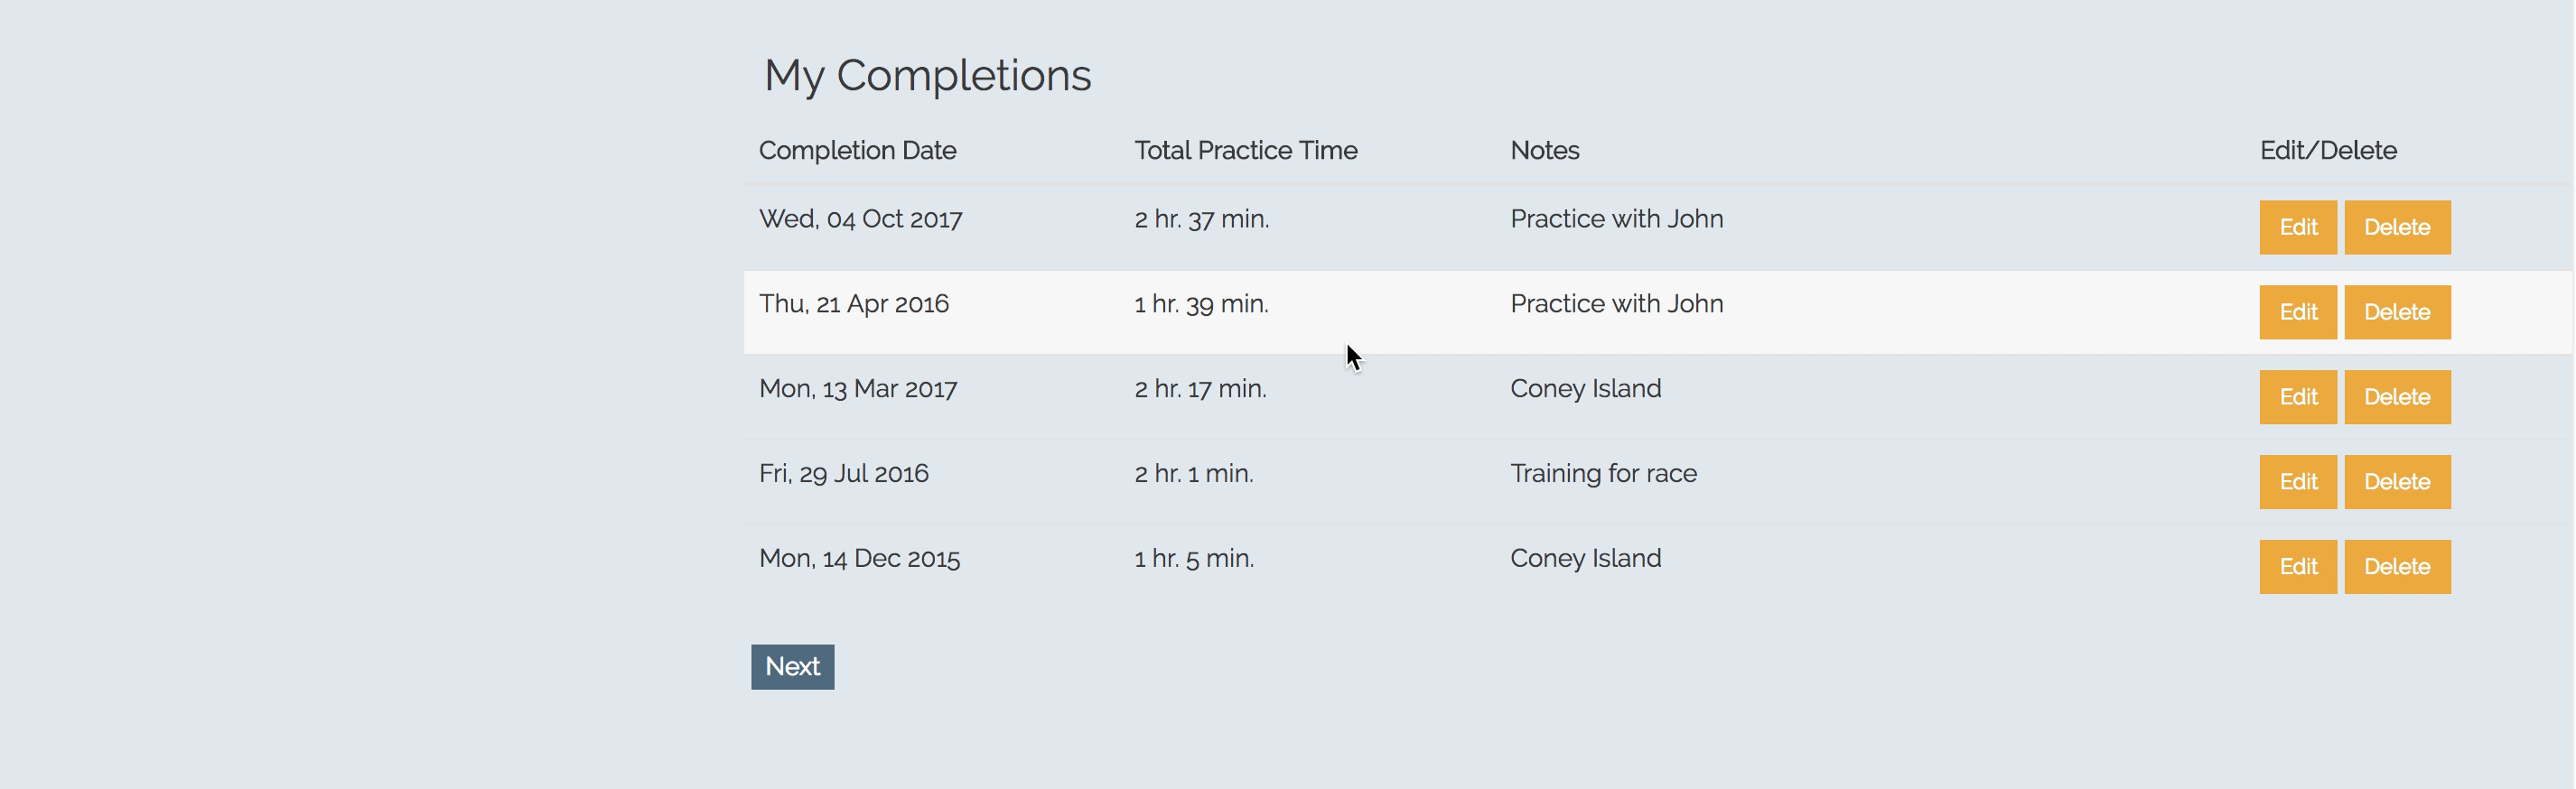 My Completions
Completion Date Total Practice Time Notes Edit/Delete
Wed, 04 Oct 2017 2 hr. 37 min. Practice with John Edit Delete
Thu, 21 Apr 2016 1 hr. 39 min. Practice with John Edit Delete
Mon, 13 Mar 2017 2 hr. 17 min. Coney Island Edit Delete
Fri, 29 Jul 2016 2 hr. 1 min. Training for race Edit Delete
Mon, 14 Dec 2015 1 hr. 5 min. Coney Island Edit Delete
Next